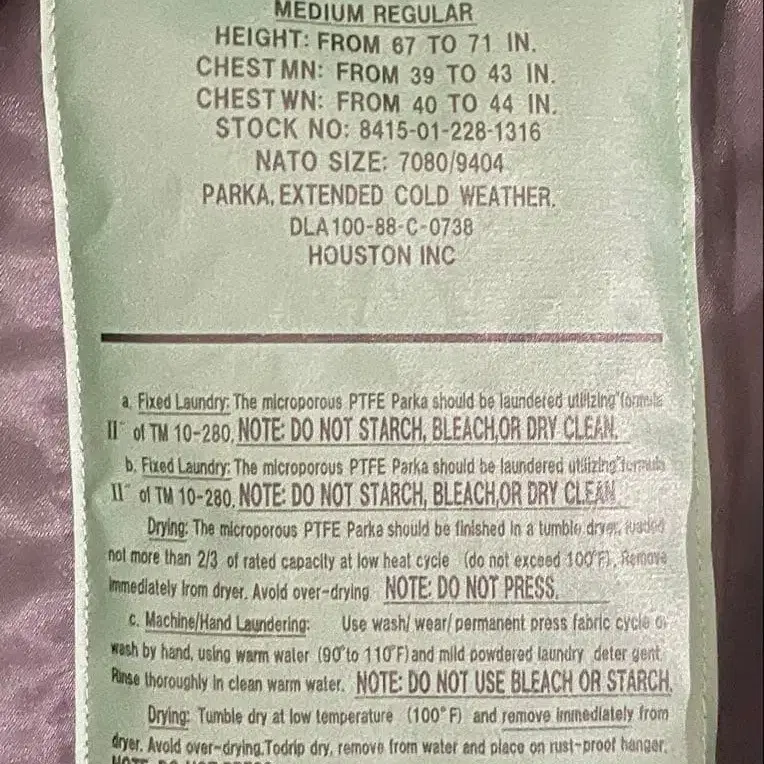 MEDIUM REGULAR
HEIGHT: FROM 67 TO 71 IN.
CHEST MN: FROM 39 TO 43 IN.
CHEST WN: FROM 40 TO 44 IN.
STOCK NO: 8415-01-228-1316
NATO SIZE: 7080/9404
PARKA, EXTENDED COLD WEATHER.
DLA100-88-C-0738
HOUSTON INC
a. Fixed Laundry: The microporous PTFE Parka should be laundered utilizing "formula
II" of TM 10-280. NOTE: DO NOT STARCH, BLEACH,OR DRY CLEAN.
b. Fixed Laundry: The microporous PTFE Parka should be laundered utilizing "formula
II" of TM 10-280. NOTE: DO NOT STARCH, BLEACH,OR DRY CLEAN
Drying: The microporous PTFE Parka should be finished in a tumble dryer, loaded
not more than 2/3 of rated capacity at low heat cycle (do not exceed 100°F). Remove
immediately from dryer. Avoid over-drying NOTE: DO NOT PRESS.
c. Machine/Hand Laundering: Use wash/ wear/ permanent press fabric cycle or
wash by hand, using warm water (90° to 110°F) and mild powdered laundry deter gent.
Rinse thoroughly in clean warm water. NOTE: DO NOT USE BLEACH OR STARCH.
Drying: Tumble dry at low temperature (100°F) and remove immediately from
dryer. Avoid over-drying. Todrip dry, remove from water and place on rust-proof hanger.